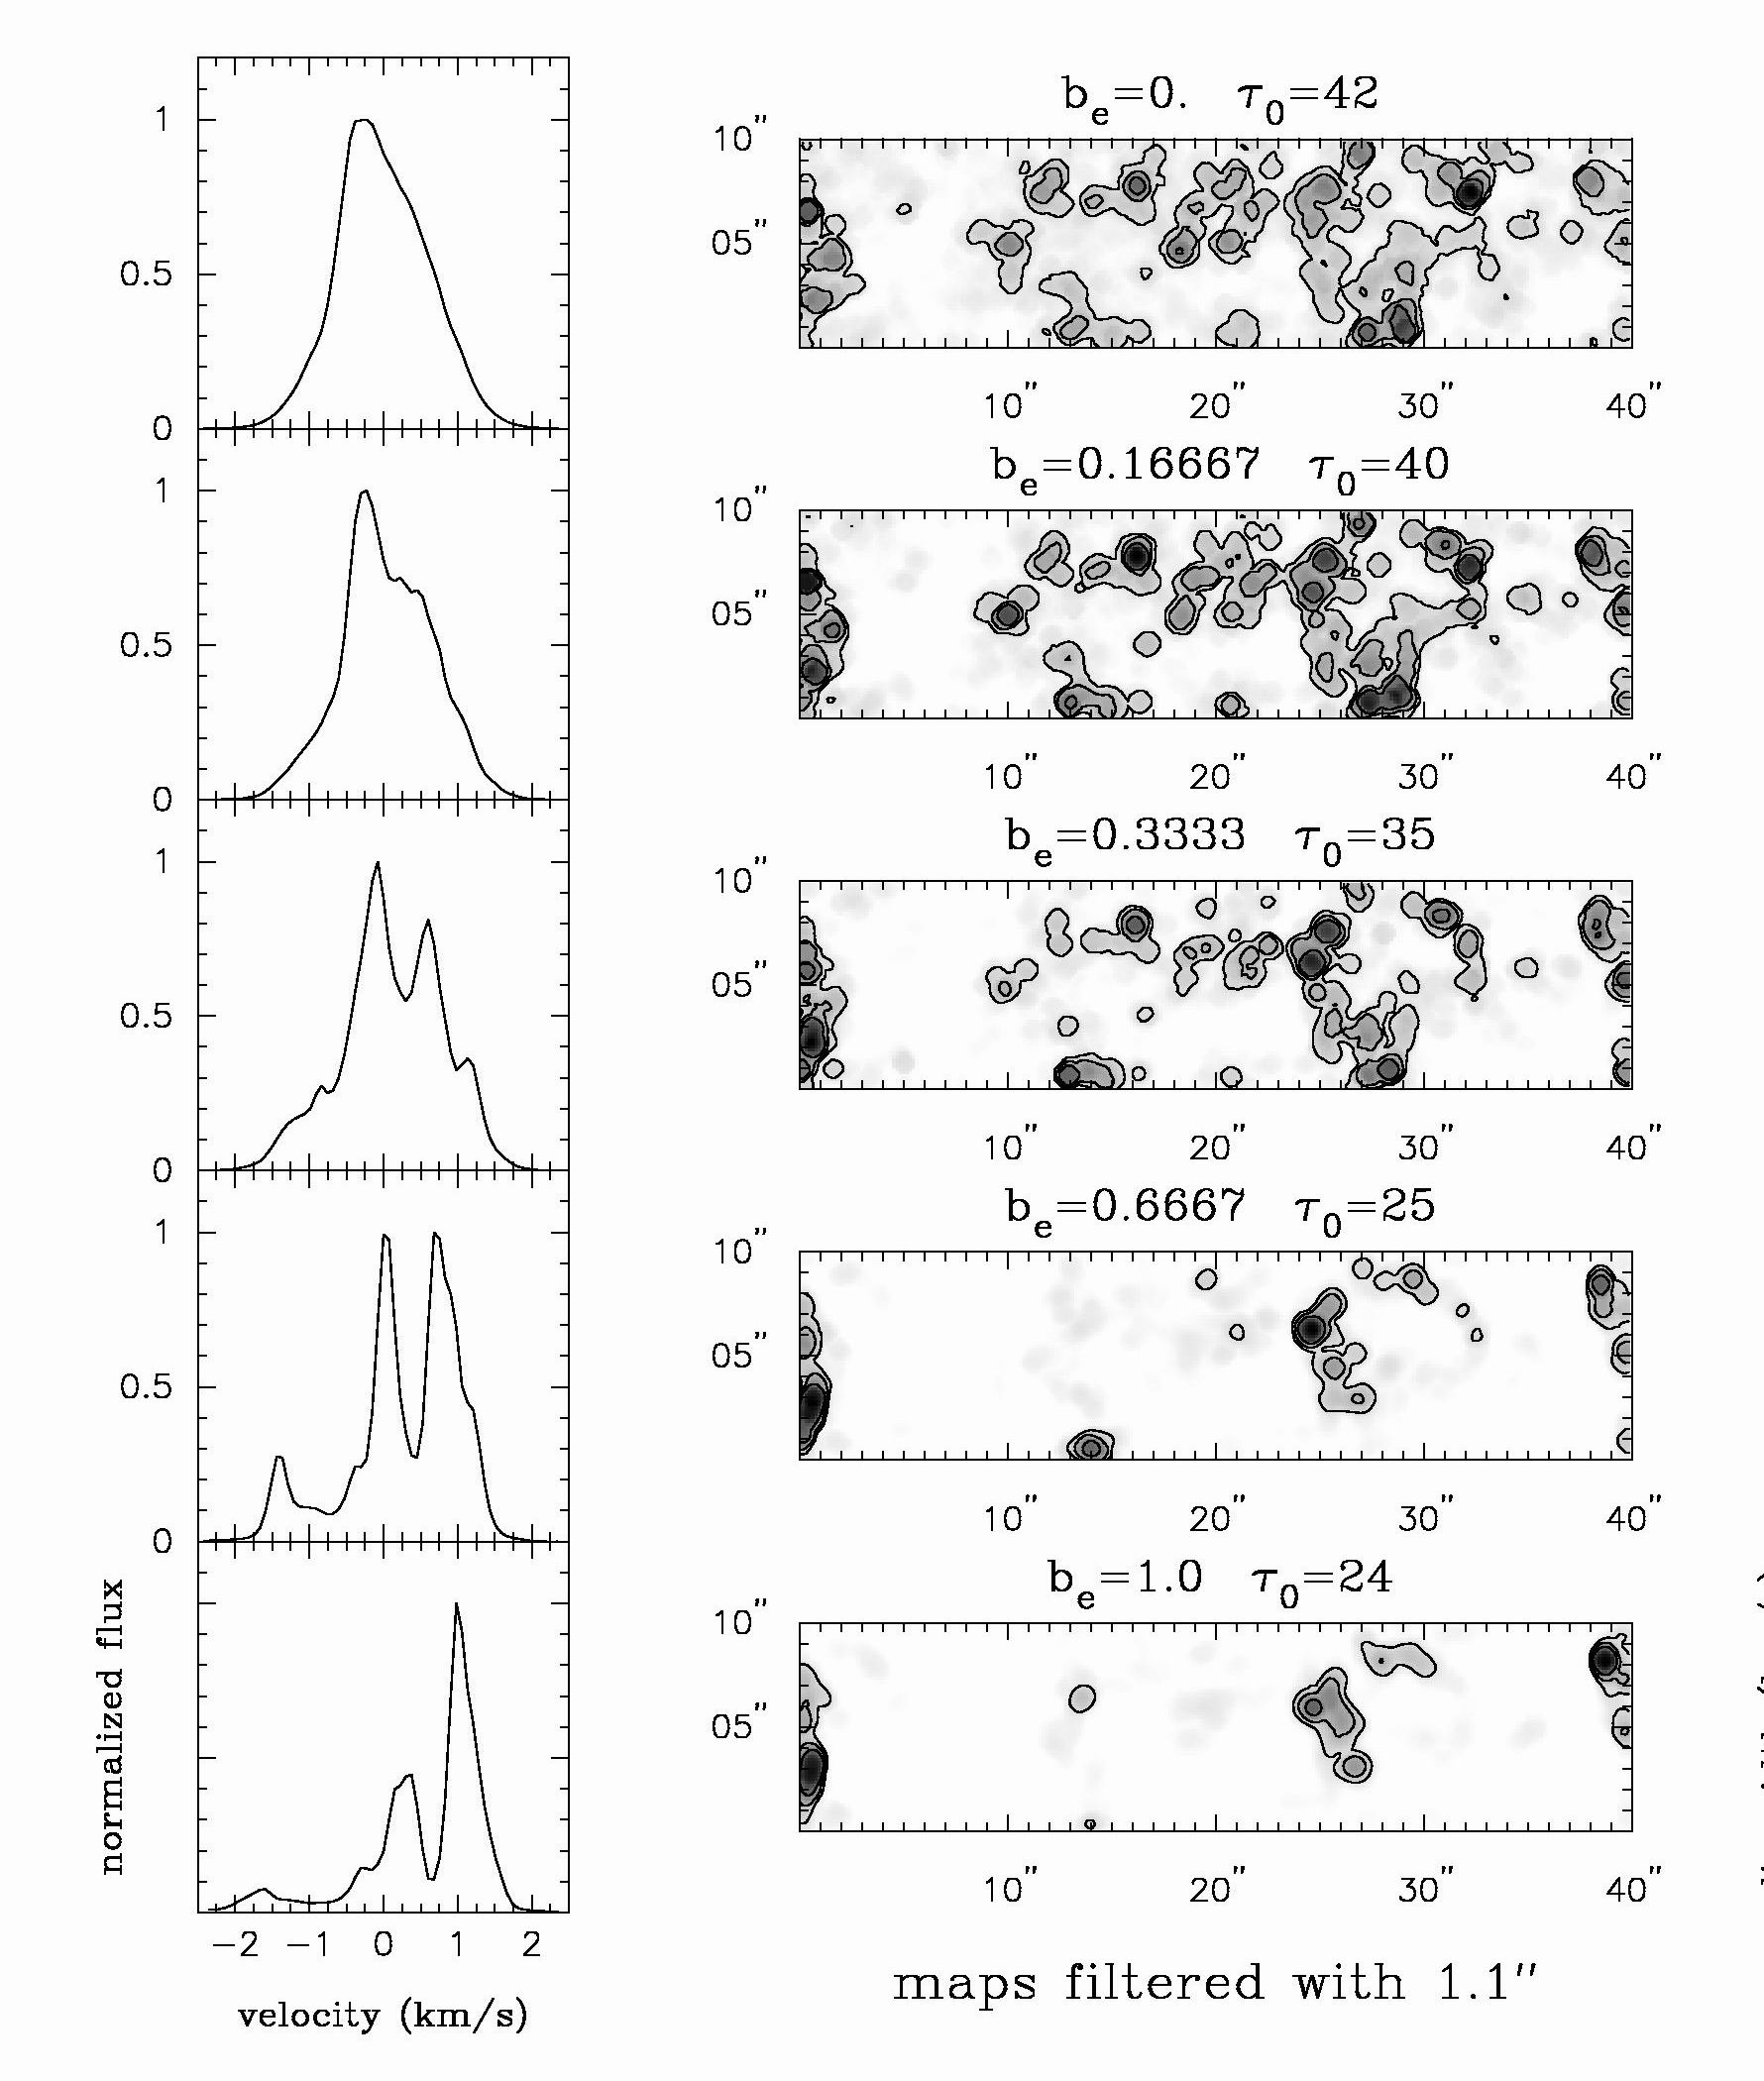 1
0.5
0
b_e=0. τ_0=42
10"
05"
10" 20" 30" 40"
1
0.5
0
b_e=0.16667 τ_0=40
10"
05"
10" 20" 30" 40"
1
0.5
0
b_e=0.3333 τ_0=35
10"
05"
10" 20" 30" 40"
1
0.5
0
b_e=0.6667 τ_0=25
10"
05"
10" 20" 30" 40"
normalized flux
b_e=1.0 τ_0=24
10"
05"
10" 20" 30" 40"
−2 −1 0 1 2
velocity (km/s)
maps filtered with 1.1"